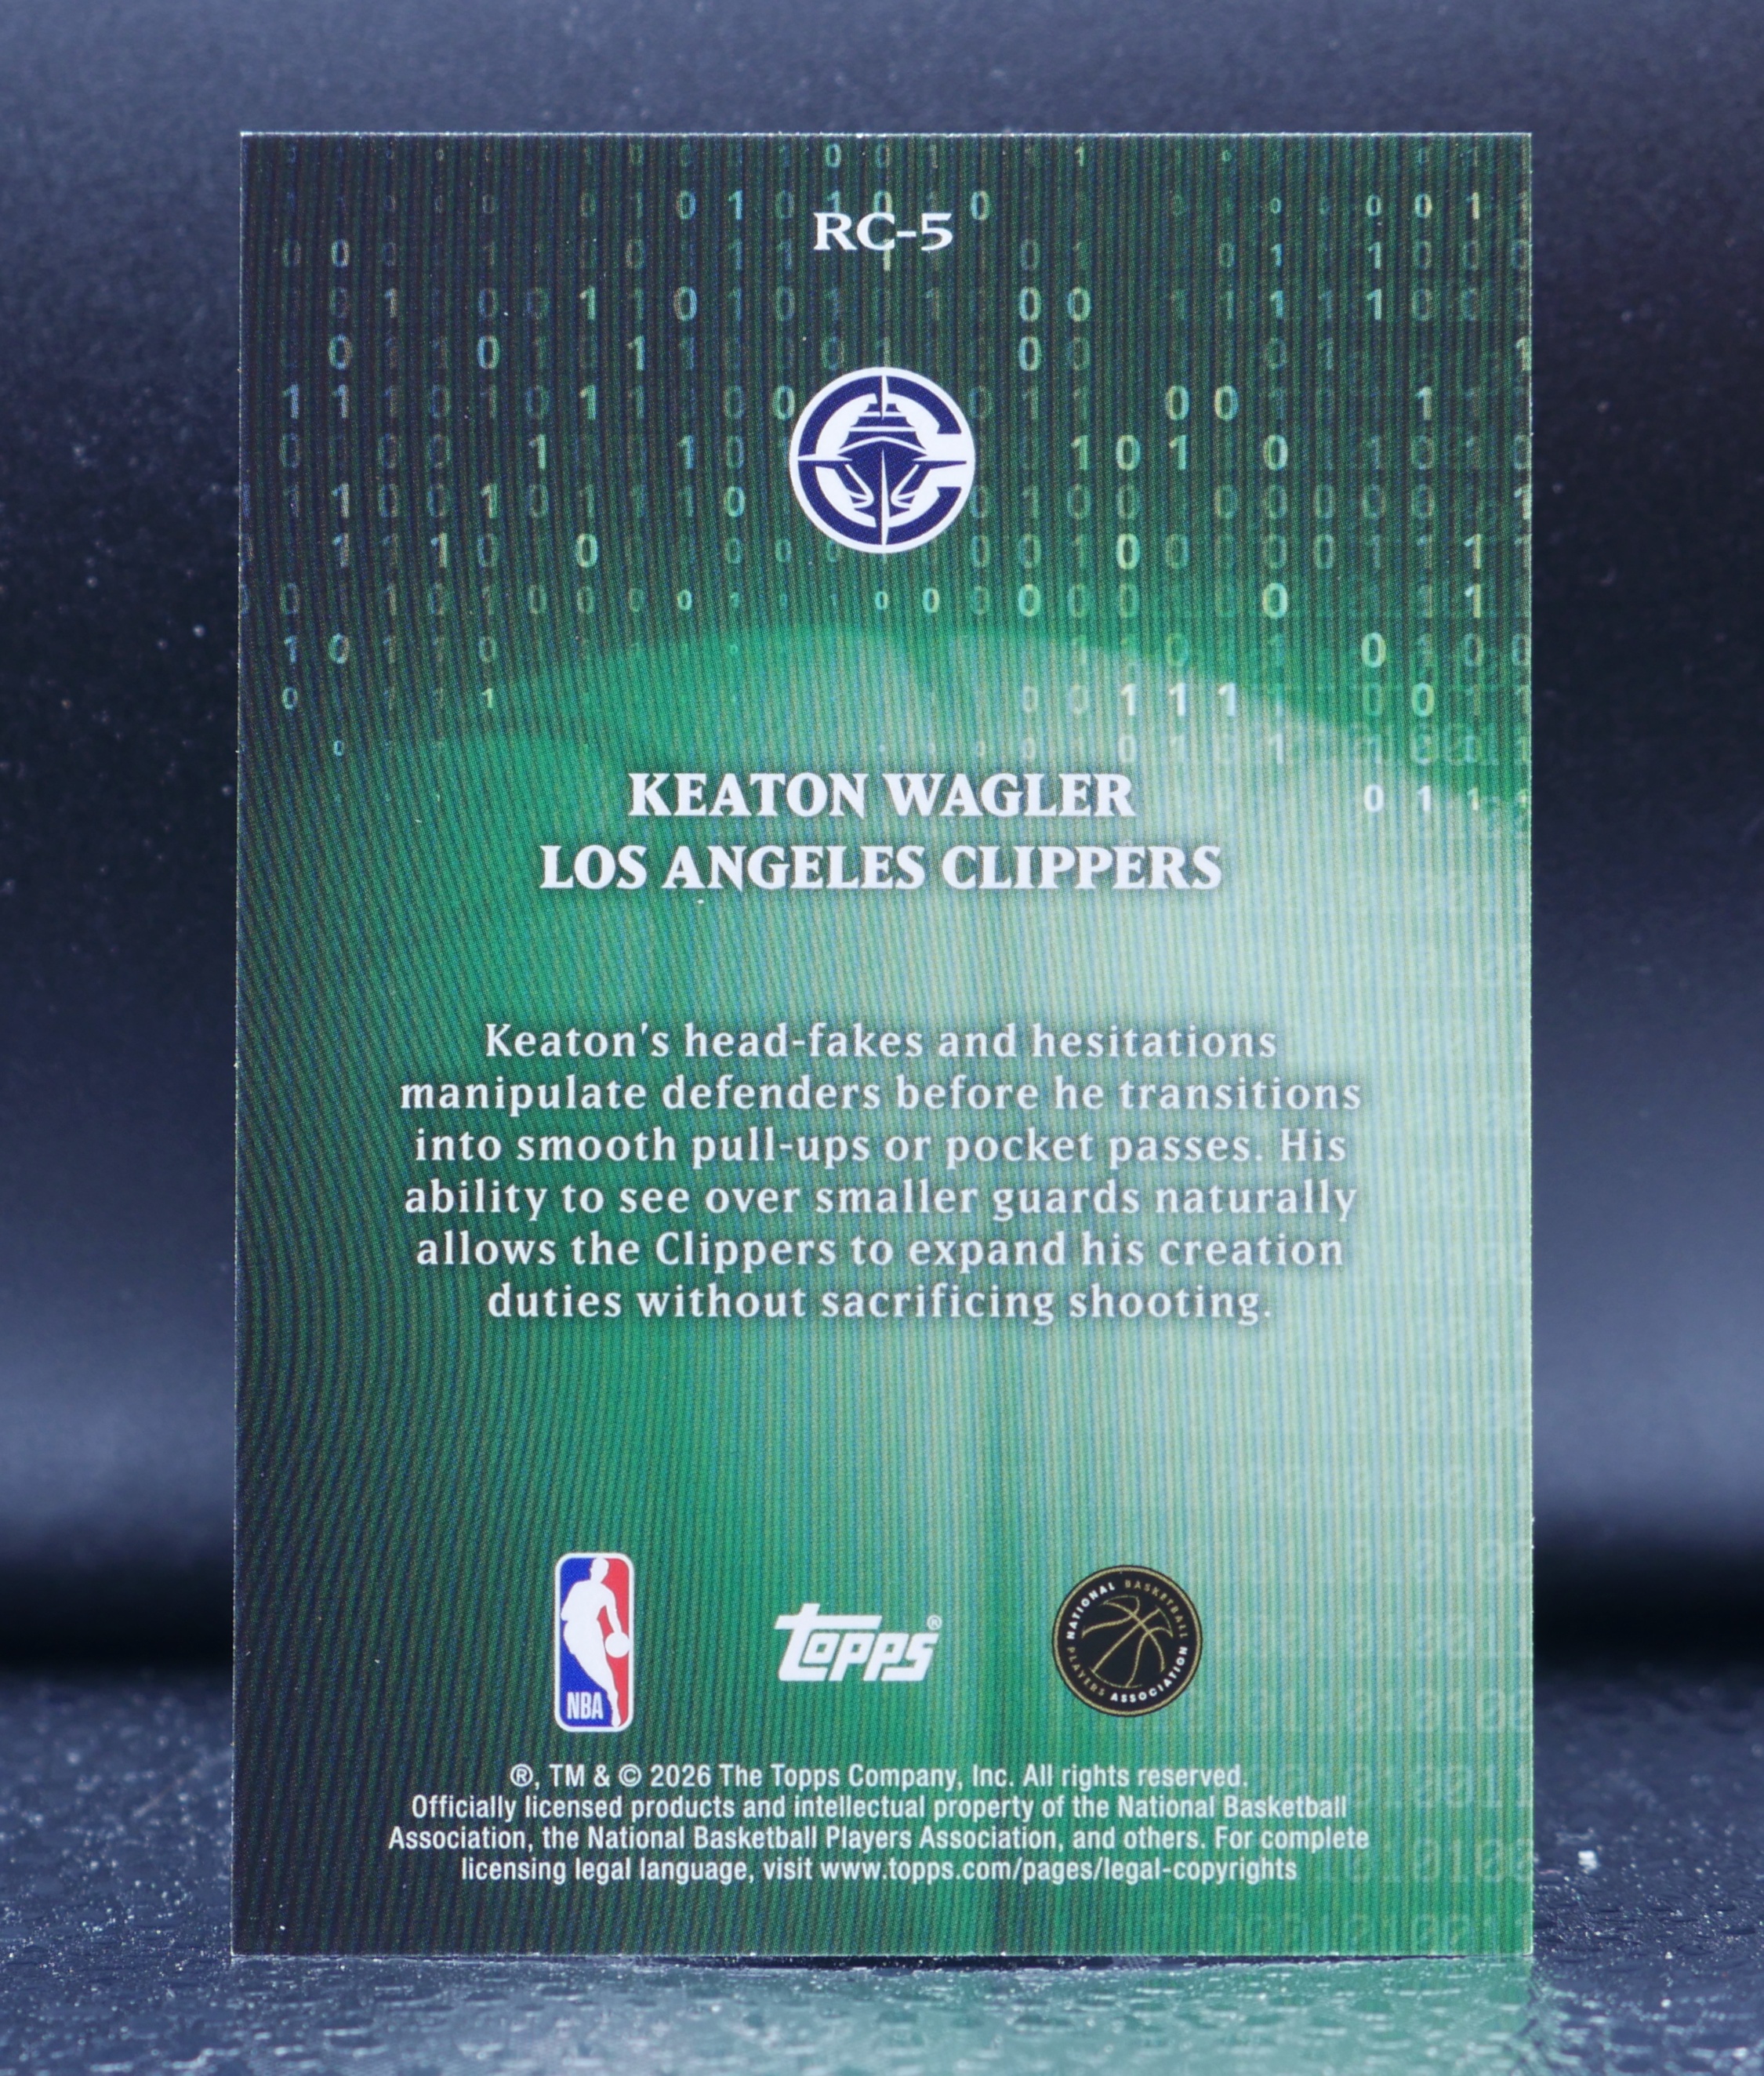 RC-5
KEATON WAGLER
LOS ANGELES CLIPPERS
Keaton's head-fakes and hesitations
manipulate defenders before he transitions
into smooth pull-ups or pocket passes. His
ability to see over smaller guards naturally
allows the Clippers to expand his creation
duties without sacrificing shooting.
NBA
topps®
NATIONAL BASKETBALL
PLAYERS ASSOCIATION
®, TM & © 2026 The Topps Company, Inc. All rights reserved.
Officially licensed products and intellectual property of the National Basketball
Association, the National Basketball Players Association, and others. For complete
licensing legal language, visit www.topps.com/pages/legal-copyrights